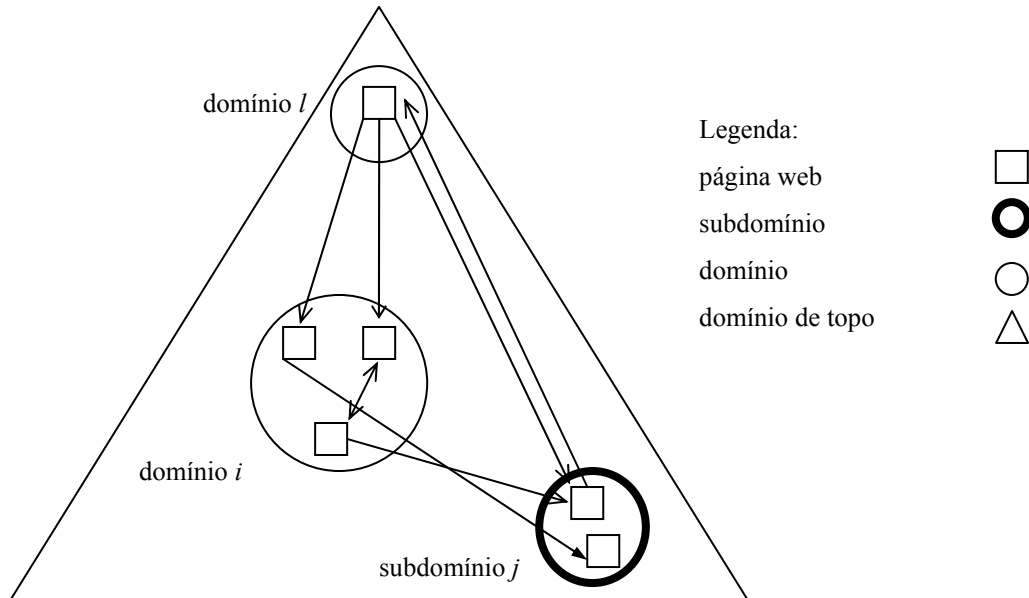 domínio l
Legenda:
página web
subdomínio
domínio
domínio de topo
domínio i
subdomínio j